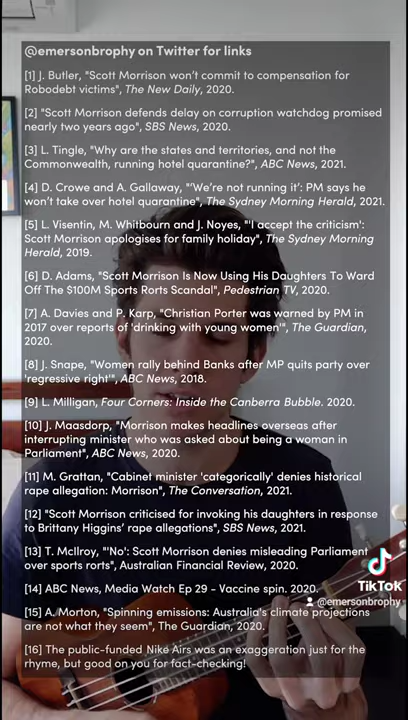 @emersonbrophy on Twitter for links
[1] J. Butler, "Scott Morrison won't commit to compensation for
Robodebt victims", The New Daily, 2020.
[2] "Scott Morrison defends delay on corruption watchdog promised
nearly two years ago", SBS News, 2020.
[3] L. Tingle, "Why are the states and territories, and not the
Commonwealth, running hotel quarantine?", ABC News, 2021.
[4] D. Crowe and A. Gallaway, "'We're not running it': PM says he
won't take over hotel quarantine", The Sydney Morning Herald, 2021.
[5] L. Visentin, M. Whitbourn and J. Noyes, "'I accept the criticism':
Scott Morrison apologises for family holiday", The Sydney Morning
Herald, 2019.
[6] D. Adams, "Scott Morrison Is Now Using His Daughters To Ward
Off The $100M Sports Rorts Scandal", Pedestrian TV, 2020.
[7] A. Davies and P. Karp, "Christian Porter was warned by PM in
2017 over reports of 'drinking with young women'", The Guardian,
2020.
[8] J. Snape, "Women rally behind Banks after MP quits party over
'regressive right'", ABC News, 2018.
[9] L. Milligan, Four Corners: Inside the Canberra Bubble. 2020.
[10] J. Maasdorp, "Morrison makes headlines overseas after
interrupting minister who was asked about being a woman in
Parliament", ABC News, 2020.
[11] M. Grattan, "Cabinet minister 'categorically' denies historical
rape allegation: Morrison", The Conversation, 2021.
[12] "Scott Morrison criticised for invoking his daughters in response
to Brittany Higgins' rape allegations", SBS News, 2021.
[13] T. McIlroy, "'No': Scott Morrison denies misleading Parliament
over sports rorts", Australian Financial Review, 2020.
[14] ABC News, Media Watch Ep 29 - Vaccine spin. 2020.
[15] A. Morton, "Spinning emissions: Australia's climate projections
are not what they seem", The Guardian, 2020.
[16] The public-funded Nike Airs was an exaggeration just for the
rhyme, but good on you for fact-checking!
TikTok
@emersonbrophy